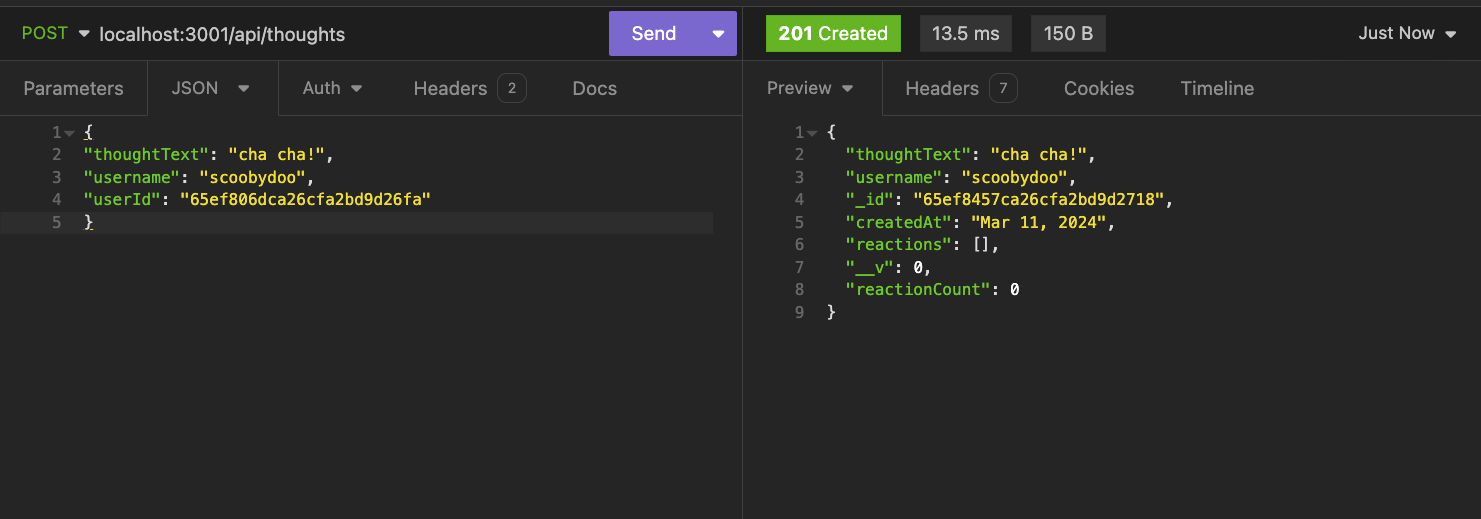 POST localhost:3001/api/thoughts Send 201 Created 13.5 ms 150 B Just Now
Parameters JSON Auth Headers 2 Docs Preview Headers 7 Cookies Timeline
1 {
2 "thoughtText": "cha cha!",
3 "username": "scoobydoo",
4 "userId": "65ef806dca26cfa2bd9d26fa"
5 }
1 {
2 "thoughtText": "cha cha!",
3 "username": "scoobydoo",
4 "_id": "65ef8457ca26cfa2bd9d2718",
5 "createdAt": "Mar 11, 2024",
6 "reactions": [],
7 "__v": 0,
8 "reactionCount": 0
9 }